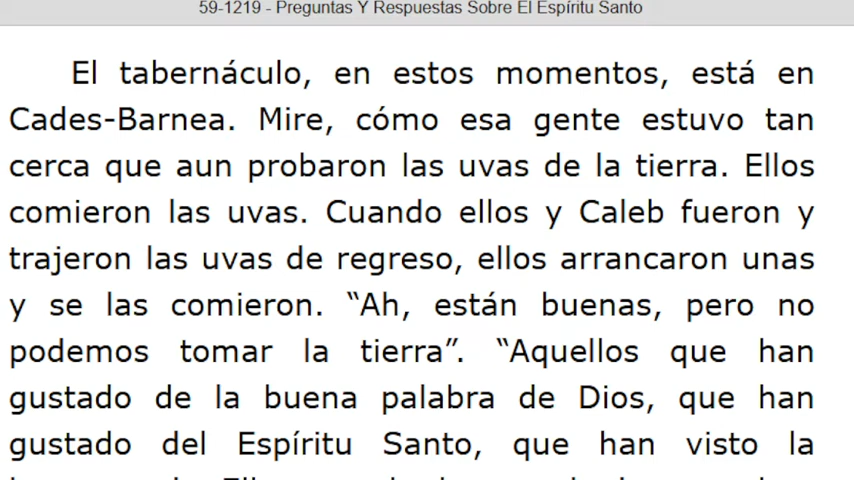 59-1219 - Preguntas Y Respuestas Sobre El Espíritu Santo
El tabernáculo, en estos momentos, está en
Cades-Barnea. Mire, cómo esa gente estuvo tan
cerca que aun probaron las uvas de la tierra. Ellos
comieron las uvas. Cuando ellos y Caleb fueron y
trajeron las uvas de regreso, ellos arrancaron unas
y se las comieron. “Ah, están buenas, pero no
podemos tomar la tierra”. “Aquellos que han
gustado de la buena palabra de Dios, que han
gustado del Espíritu Santo, que han visto la